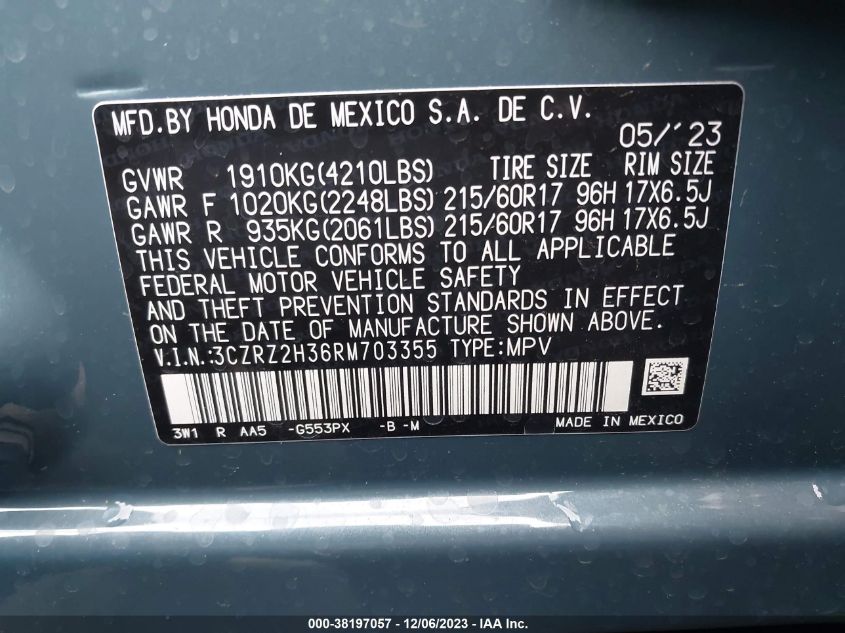 MFD.BY HONDA DE MEXICO S.A. DE C.V.
05/'23
GVWR 1910KG(4210LBS) TIRE SIZE RIM SIZE
GAWR F 1020KG(2248LBS) 215/60R17 96H 17X6.5J
GAWR R 935KG(2061LBS) 215/60R17 96H 17X6.5J
THIS VEHICLE CONFORMS TO ALL APPLICABLE
FEDERAL MOTOR VEHICLE SAFETY
AND THEFT PREVENTION STANDARDS IN EFFECT
ON THE DATE OF MANUFACTURE SHOWN ABOVE.
V.I.N.:3CZRZ2H36RM703355 TYPE:MPV
3W1 R AA5 -G553PX -B -M MADE IN MEXICO
000-38197057 - 12/06/2023 - IAA Inc.